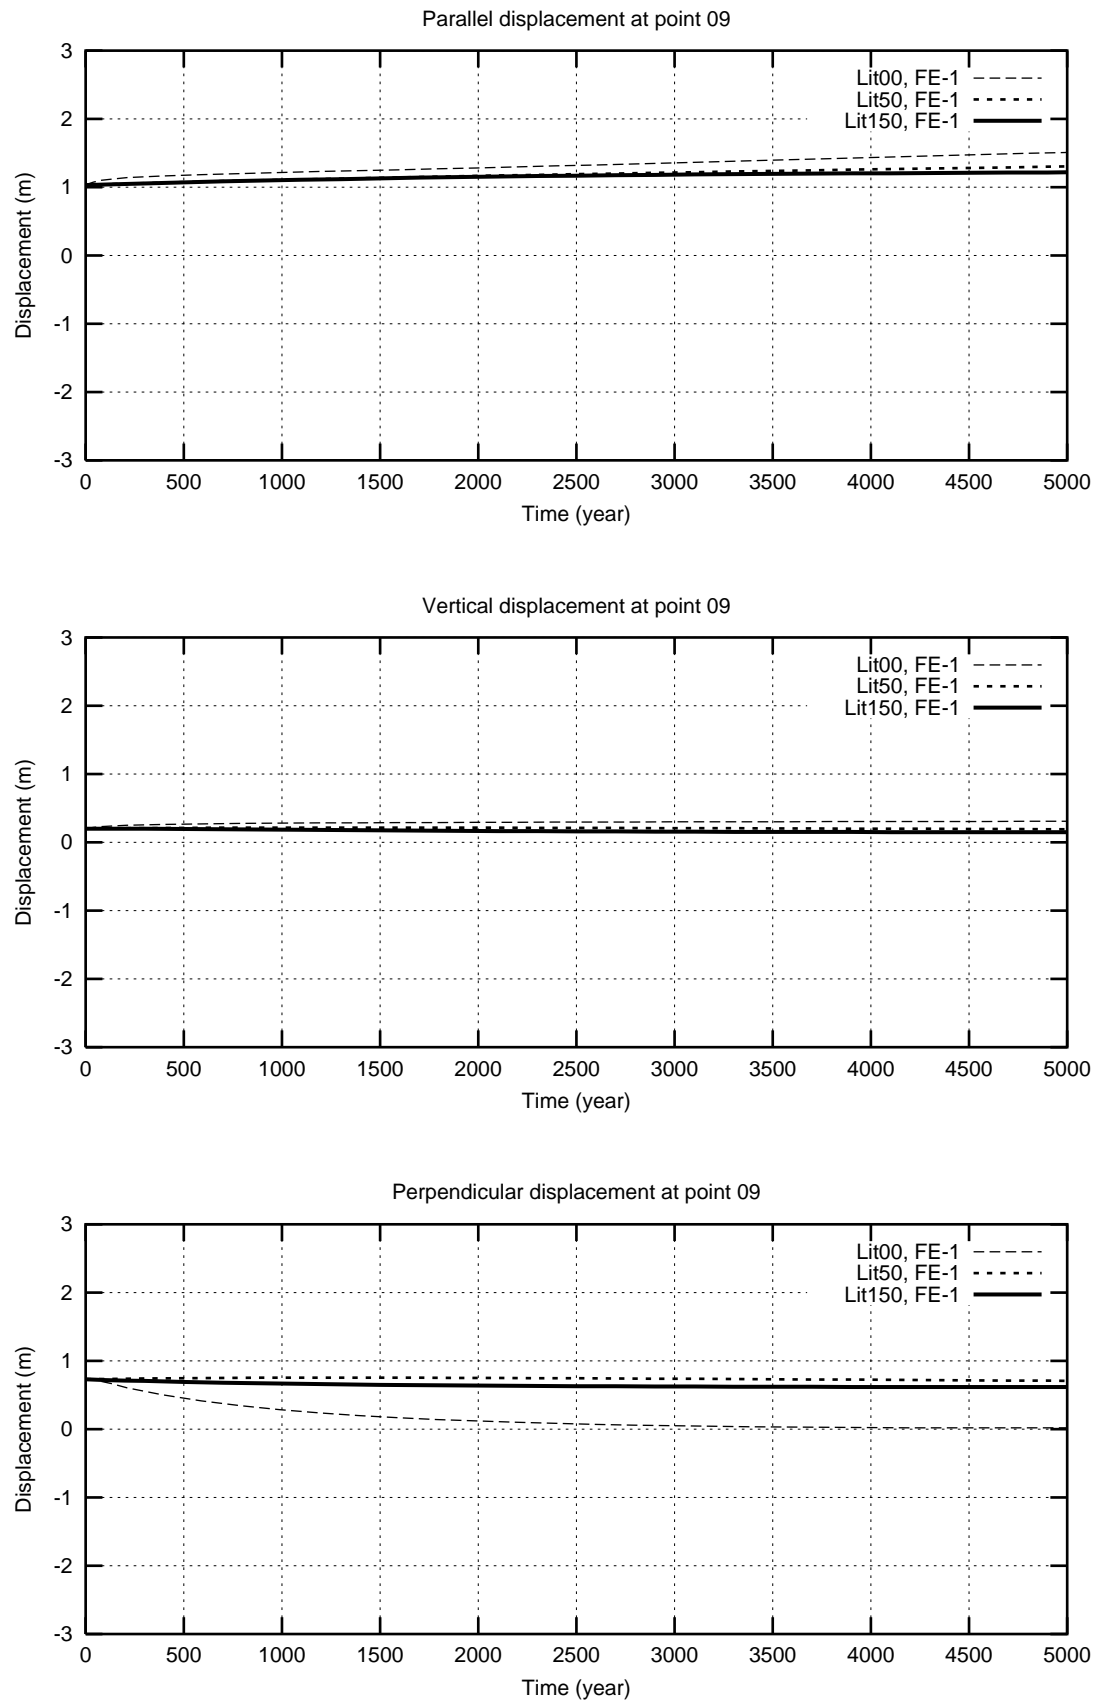 Parallel displacement at point 09
3
2
1
0
-1
-2
-3
Displacement (m)
Lit00, FE-1
Lit50, FE-1
Lit150, FE-1
0 500 1000 1500 2000 2500 3000 3500 4000 4500 5000
Time (year)
Vertical displacement at point 09
3
2
1
0
-1
-2
-3
Displacement (m)
Lit00, FE-1
Lit50, FE-1
Lit150, FE-1
0 500 1000 1500 2000 2500 3000 3500 4000 4500 5000
Time (year)
Perpendicular displacement at point 09
3
2
1
0
-1
-2
-3
Displacement (m)
Lit00, FE-1
Lit50, FE-1
Lit150, FE-1
0 500 1000 1500 2000 2500 3000 3500 4000 4500 5000
Time (year)